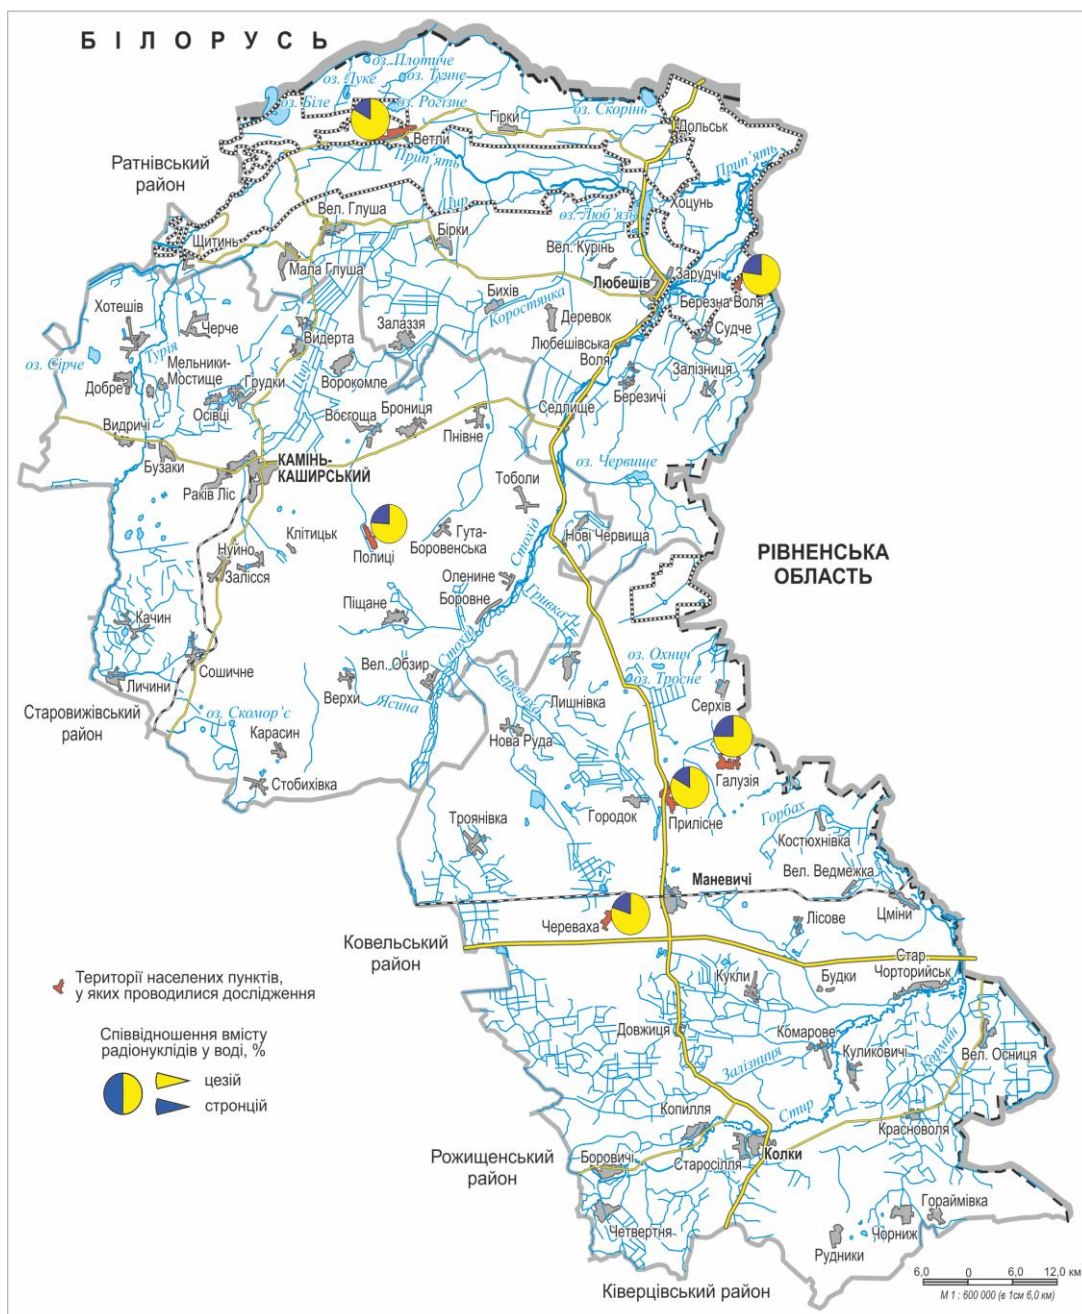 БІЛОРУСЬ
оз. Плотиче
оз. Тучне
оз. Луке
оз. Біле
оз. Рогізне
оз. Скорінь
Гірки
Дольськ
Ветли
Прип'ять
Прип'ять
Ратнівський
район
Цир
Хоцунь
оз. Люб'язь
Вел. Глуша
Бірки
Щитинь
Вел. Курінь
Мала Глуша
Зарудчі
Любешів
Бихів
Березна Воля
Хотешів
Коростянка
Деревок
Черче
Залаззя
Судче
Видерта
Любешівська
Воля
Турія
оз. Сірче
Мельники-
Мостище
Залізниця
Ворокомле
Цир
Добре
Грудки
Березичі
Осівці
Воєгоща
Брониця
Седлище
Видричі
Пнівне
Бузаки
КАМІНЬ-
КАШИРСЬКИЙ
оз. Червище
Раків Ліс
Тоболи
Клітицьк
Полиці
Гута-
Боровенська
Стохід
Нові Червища
РІВНЕНСЬКА
ОБЛАСТЬ
Нуйно
Залісся
Оленине
Боровне
Піщане
Гривка
Качин
Стохід
оз. Охнич
Сошичне
Вел. Обзир
Череваха
оз. Тросне
Личини
Верхи
Ясина
Лишнівка
Серхів
Старовижівський
район
оз. Скомор'є
Карасин
Нова Руда
Галузія
Стобихівка
Городок
Прилісне
Горбах
Троянівка
Костюхнівка
Маневичі
Вел. Ведмежка
Череваха
Лісове
Цміни
Ковельський
район
Стар.
Чорторийськ
Кукли
Будки
Території населених пунктів,
у яких проводилися дослідження
Довжиця
Комарове
Співвідношення вмісту
радіонуклідів у воді, %
Куликовичі
Кормин
Вел. Осниця
Залізниця
цезій
стронцій
Копилля
Стир
Красноволя
Рожищенський
район
Боровичі
Старосілля
Колки
Гораймівка
Четвертня
Чорниж
Рудники
6,0 0 6,0 12,0 км
М 1 : 600 000 (в 1см 6,0 км)
Ківерцівський район